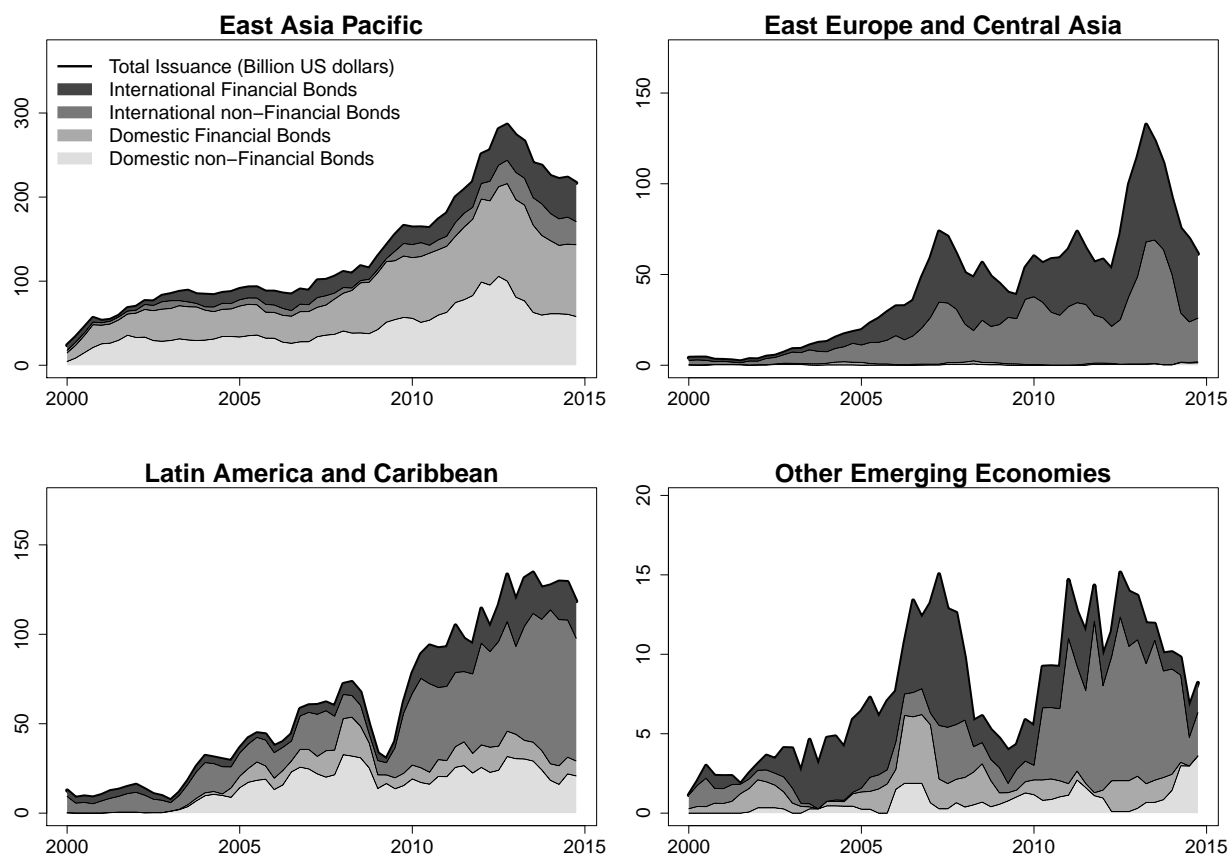 East Asia Pacific
Total Issuance (Billion US dollars)
International Financial Bonds
International non−Financial Bonds
Domestic Financial Bonds
Domestic non−Financial Bonds
300
200
100
0
2000 2005 2010 2015
East Europe and Central Asia
150
100
50
0
2000 2005 2010 2015
Latin America and Caribbean
150
100
50
0
2000 2005 2010 2015
Other Emerging Economies
20
15
10
5
0
2000 2005 2010 2015